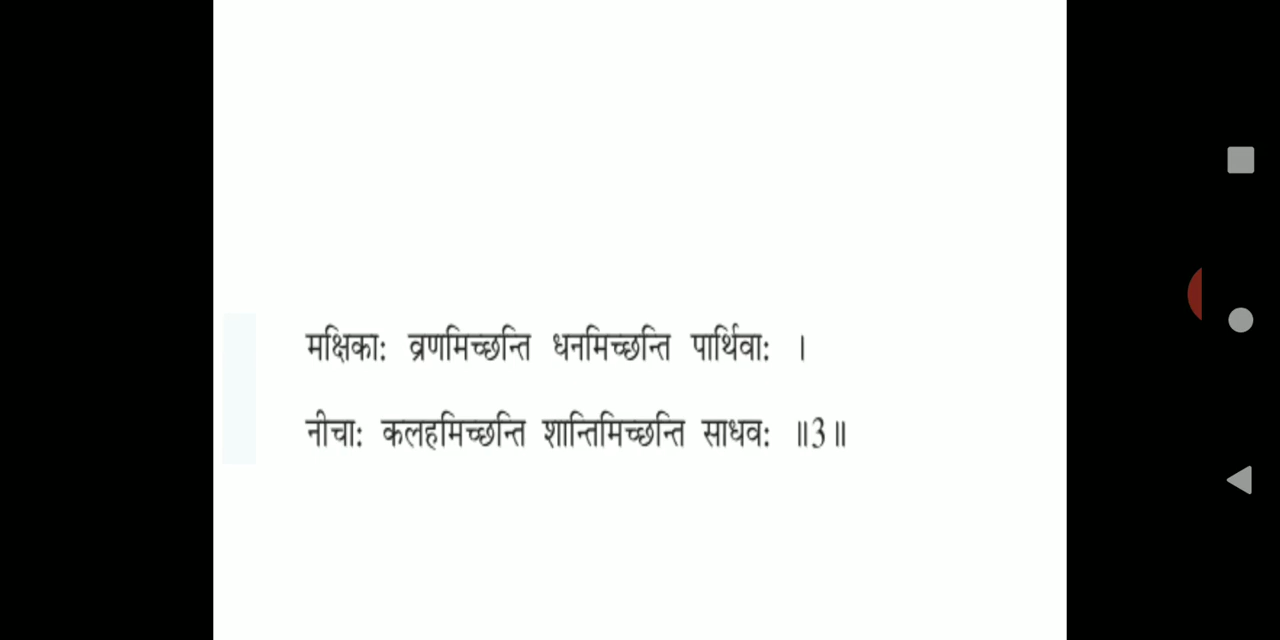 मक्षिकाः व्रणमिच्छन्ति धनमिच्छन्ति पार्थिवाः ।
नीचाः कलहमिच्छन्ति शान्तिमिच्छन्ति साधवः ॥3॥